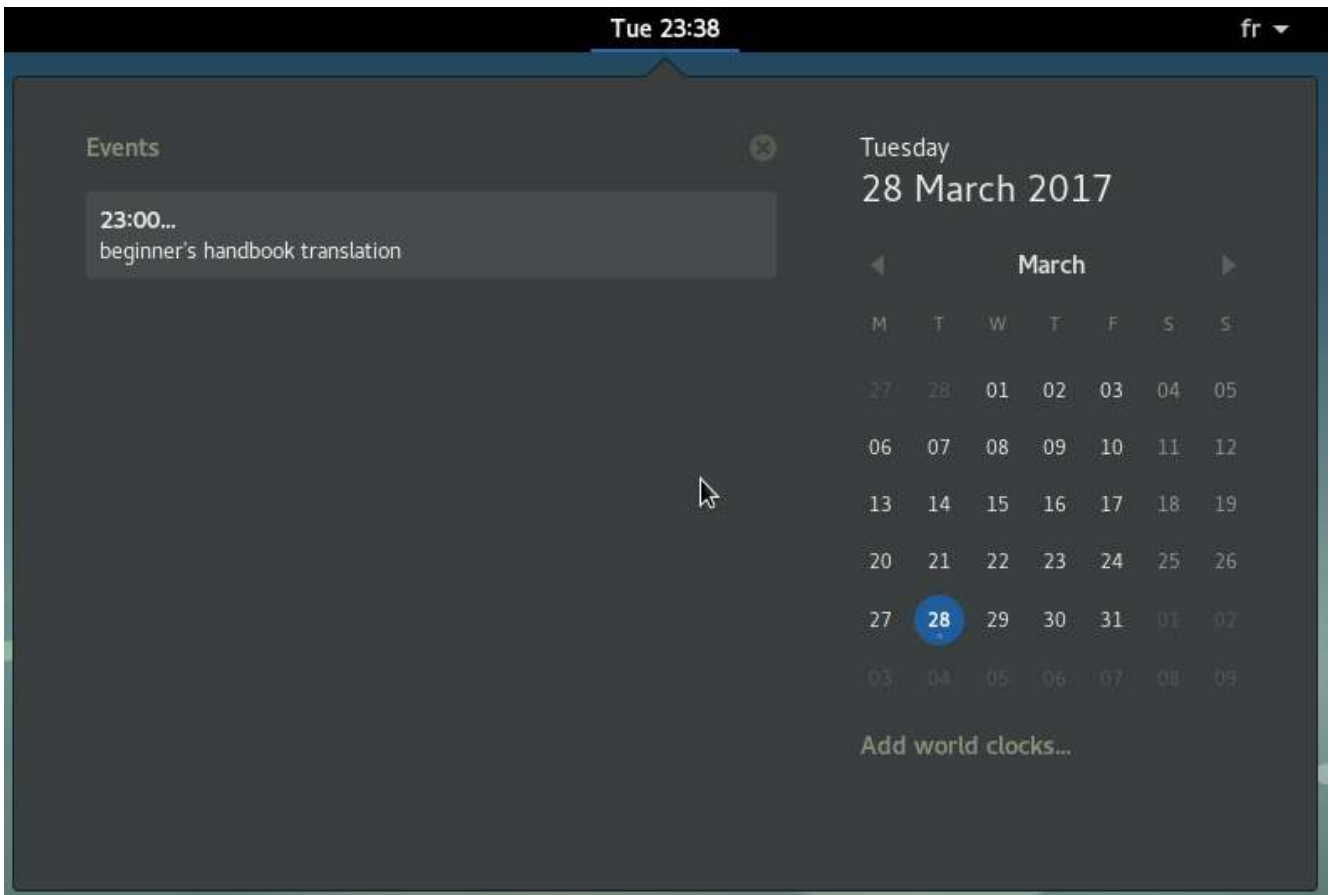 Tue 23:38
fr
Events
23:00...
beginner's handbook translation
Tuesday
28 March 2017
March
M T W T F S S
27 28 01 02 03 04 05
06 07 08 09 10 11 12
13 14 15 16 17 18 19
20 21 22 23 24 25 26
27 28 29 30 31 01 02
03 04 05 06 07 08 09
Add world clocks...